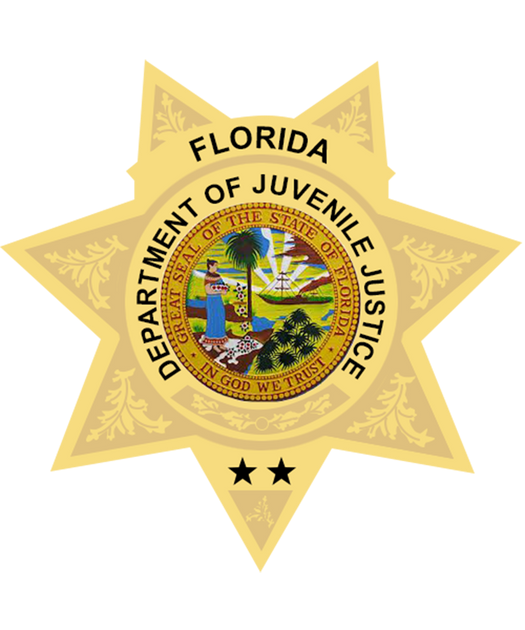 FLORIDA
DEPARTMENT OF JUVENILE JUSTICE
GREAT SEAL OF THE STATE OF FLORIDA
IN GOD WE TRUST